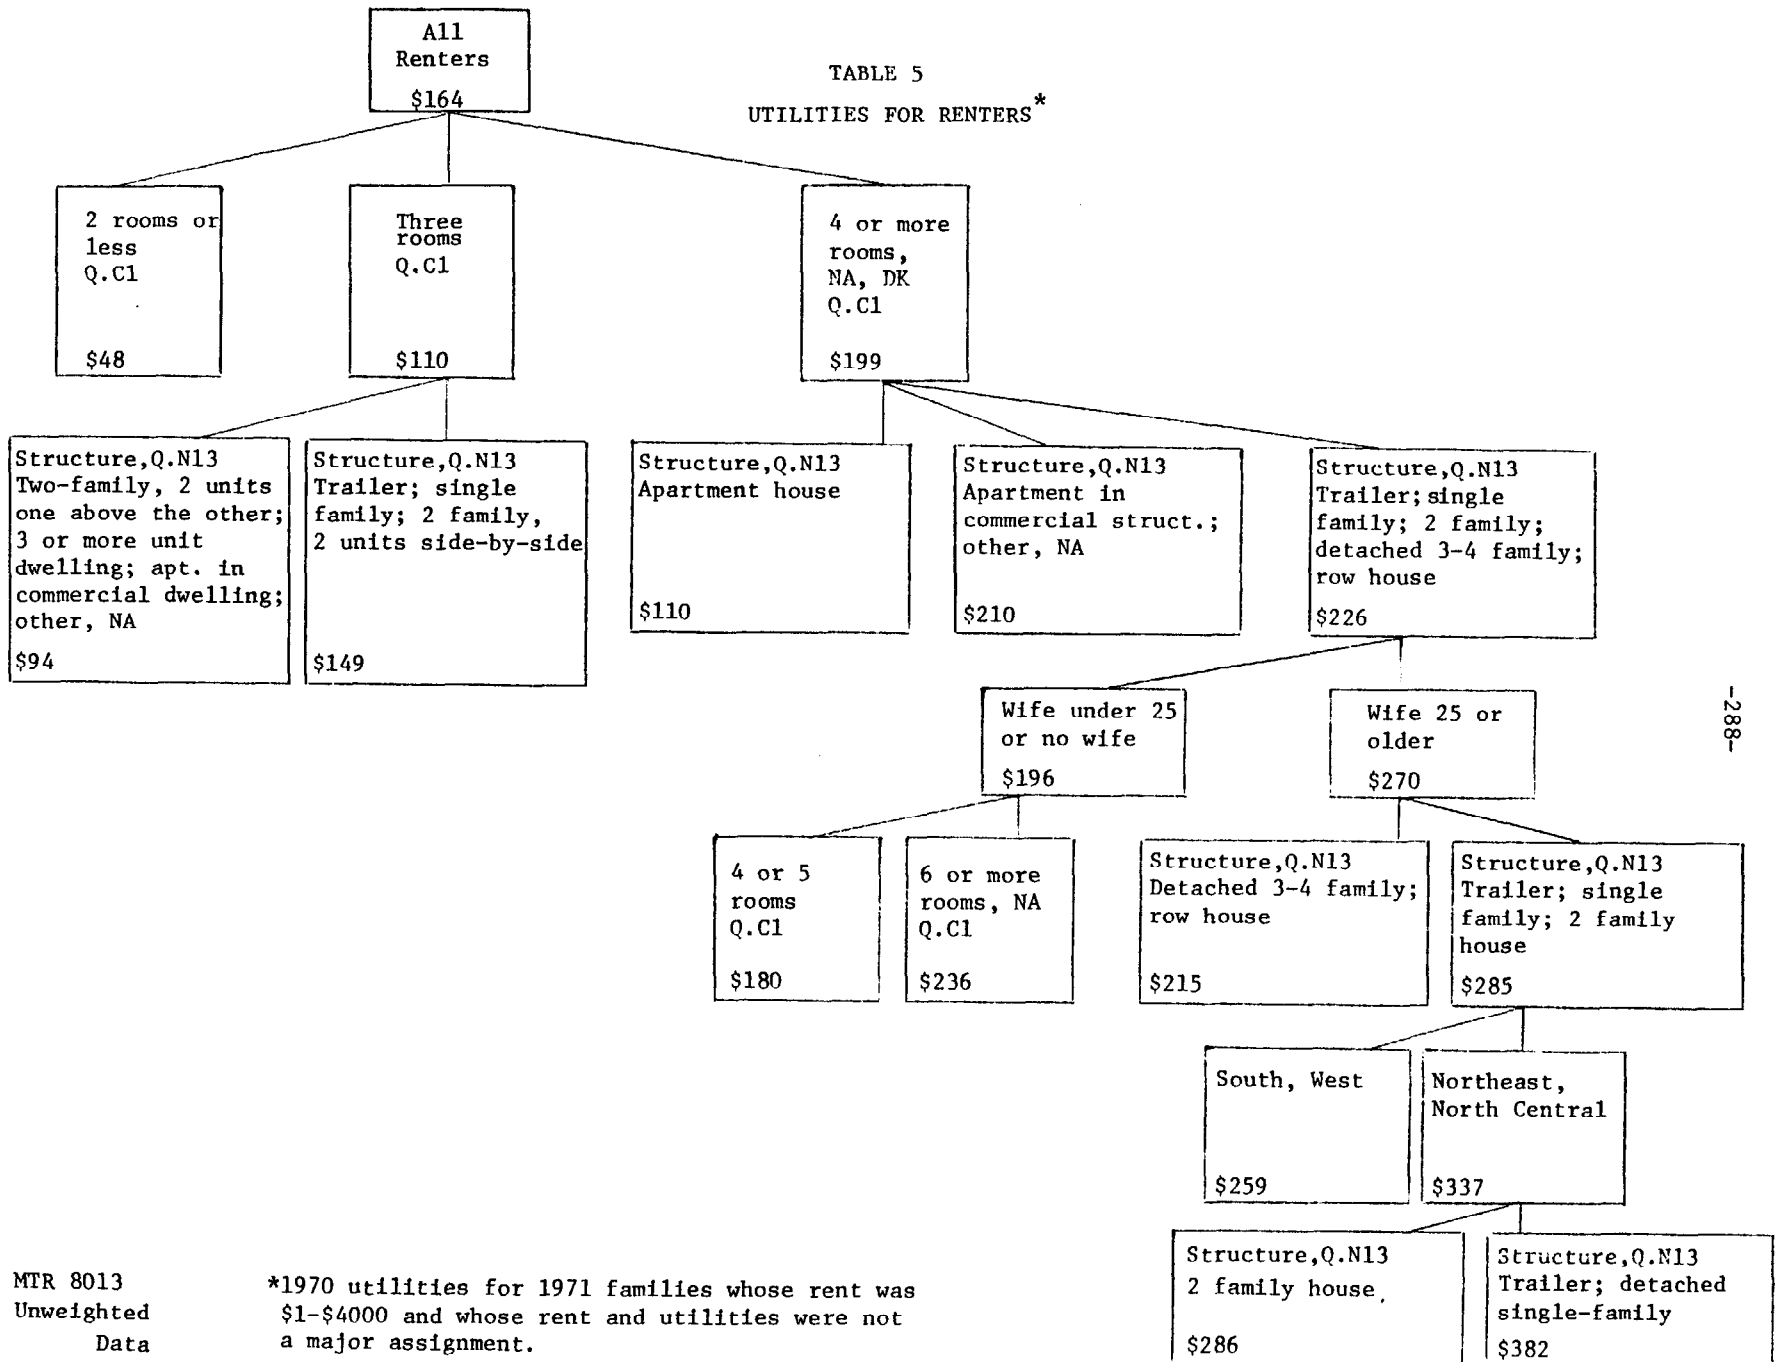 All
Renters
$164
TABLE 5
UTILITIES FOR RENTERS*
2 rooms or
less
Q.C1
$48
Three
rooms
Q.C1
$110
4 or more
rooms,
NA, DK
Q.C1
$199
Structure,Q.N13
Two-family, 2 units
one above the other;
3 or more unit
dwelling; apt. in
commercial dwelling;
other, NA
$94
Structure,Q.N13
Trailer; single
family; 2 family,
2 units side-by-side
$149
Structure,Q.N13
Apartment house
$110
Structure,Q.N13
Apartment in
commercial struct.;
other, NA
$210
Structure,Q.N13
Trailer; single
family; 2 family;
detached 3-4 family;
row house
$226
Wife under 25
or no wife
$196
Wife 25 or
older
$270
-288-
4 or 5
rooms
Q.C1
$180
6 or more
rooms, NA
Q.C1
$236
Structure,Q.N13
Detached 3-4 family;
row house
$215
Structure,Q.N13
Trailer; single
family; 2 family
house
$285
South, West
$259
Northeast,
North Central
$337
Structure,Q.N13
2 family house
$286
Structure,Q.N13
Trailer; detached
single-family
$382
MTR 8013
Unweighted
Data
*1970 utilities for 1971 families whose rent was
$1-$4000 and whose rent and utilities were not
a major assignment.